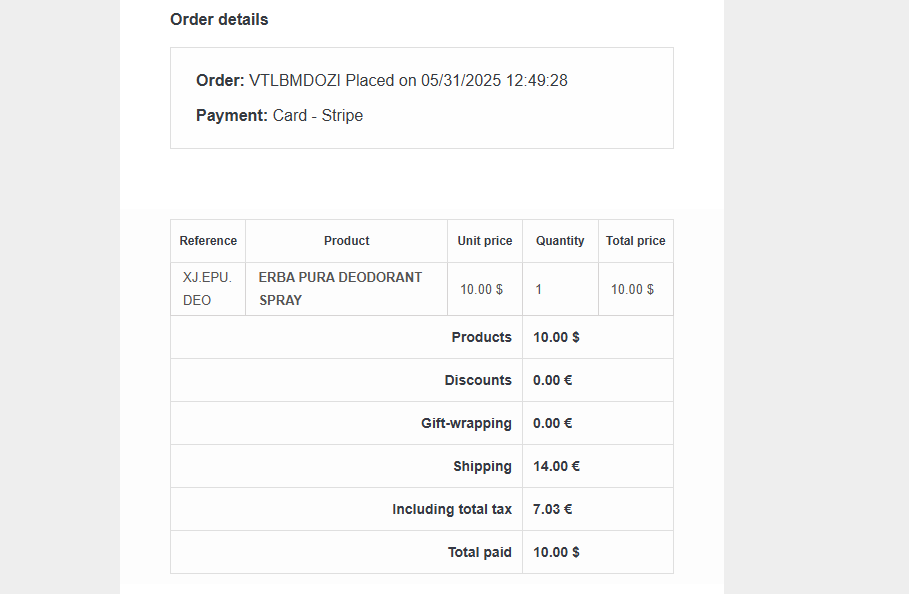 Order details
Order: VTLBMDOZI Placed on 05/31/2025 12:49:28
Payment: Card - Stripe
Reference Product Unit price Quantity Total price
XJ.EPU. ERBA PURA DEODORANT 10.00 $ 1 10.00 $
DEO SPRAY
Products 10.00 $
Discounts 0.00 €
Gift-wrapping 0.00 €
Shipping 14.00 €
Including total tax 7.03 €
Total paid 10.00 $